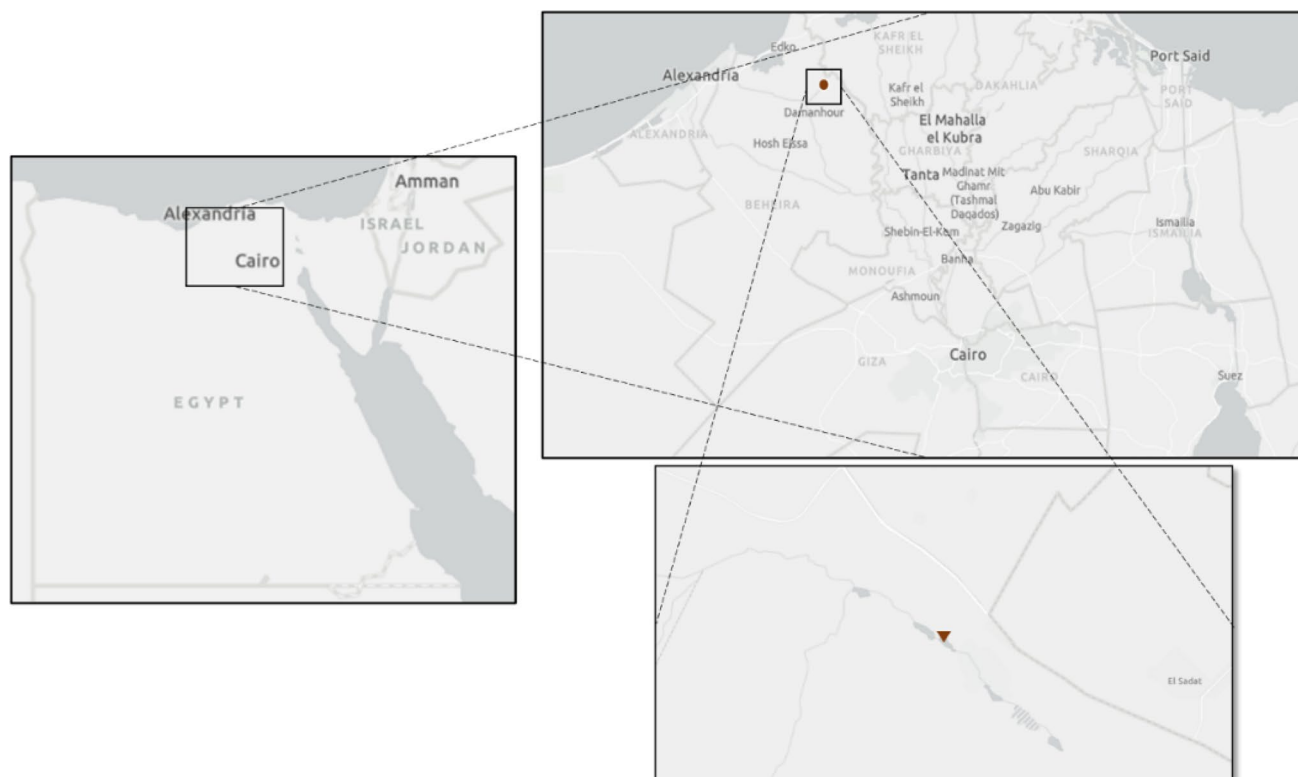 Amman
Alexandria
ISRAEL
JORDAN
Cairo
EGYPT
Edko
KAFR EL
SHEIKH
Port Said
Alexandria
Kafr el
Sheikh
DAKAHLIA
PORT
SAID
Damanhour
El Mahalla
el Kubra
ALEXANDRIA
Hosh Eissa
GHARBIYA
SHARQIA
Tanta
Madinat Mit
Ghamr
(Tashmal
Daqados)
Abu Kabir
BEHEIRA
Shebin-El-Kom
Zagazig
Ismailia
ISMAILIA
Banha
MONOUFIA
Ashmoun
Cairo
GIZA
CAIRO
Suez
El Sadat